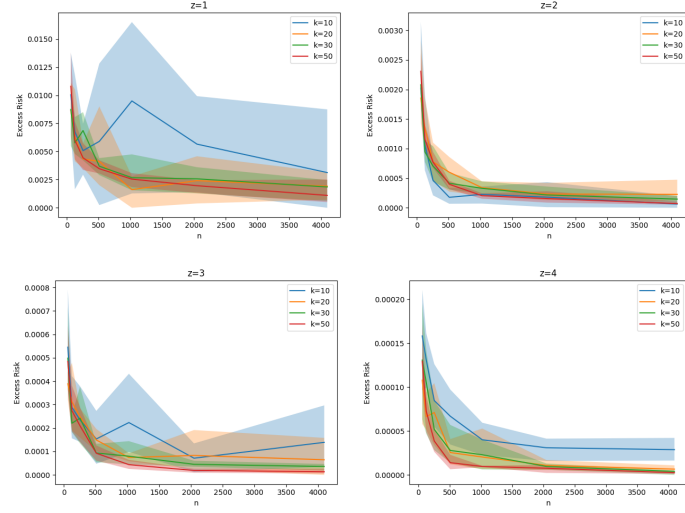 z=1
z=2
0.0150
0.0125
0.0100
0.0075
0.0050
0.0025
0.0000
Excess Risk
k=10
k=20
k=30
k=50
0 500 1000 1500 2000 2500 3000 3500 4000
n
0.0030
0.0025
0.0020
0.0015
0.0010
0.0005
0.0000
Excess Risk
k=10
k=20
k=30
k=50
0 500 1000 1500 2000 2500 3000 3500 4000
n
z=3
z=4
0.0008
0.0007
0.0006
0.0005
0.0004
0.0003
0.0002
0.0001
0.0000
Excess Risk
k=10
k=20
k=30
k=50
0 500 1000 1500 2000 2500 3000 3500 4000
n
0.00020
0.00015
0.00010
0.00005
0.00000
Excess Risk
k=10
k=20
k=30
k=50
0 500 1000 1500 2000 2500 3000 3500 4000
n